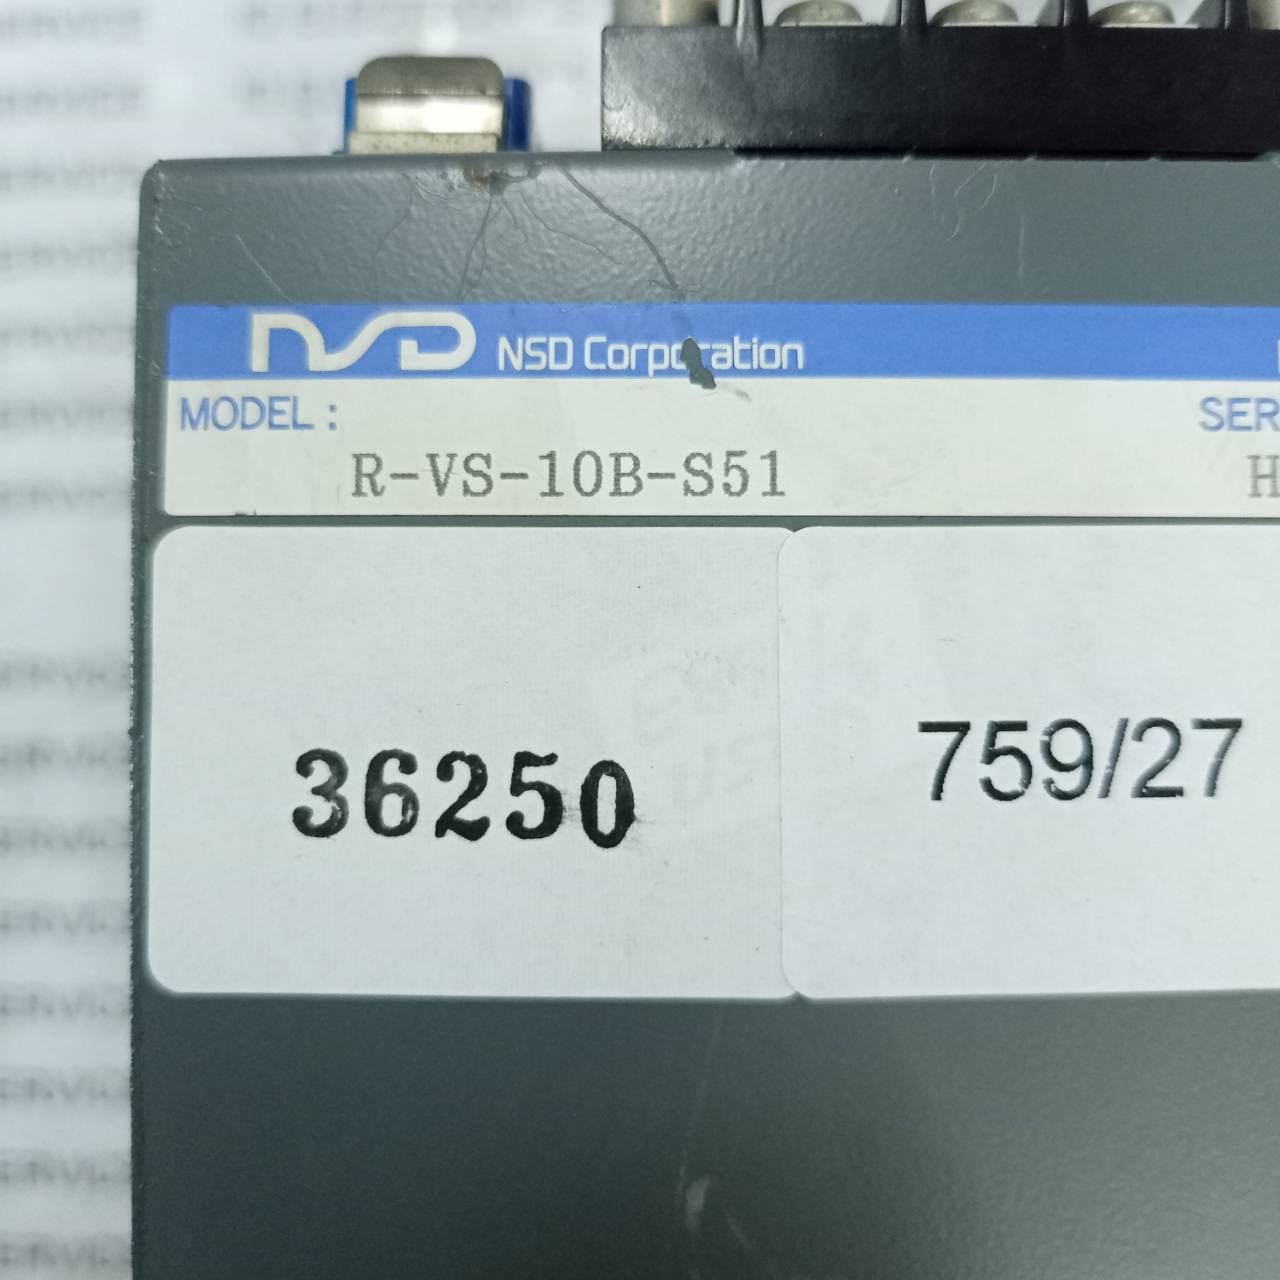 NSD NSD Corporation
MODEL : SER
R-VS-10B-S51 H
36250
759/27